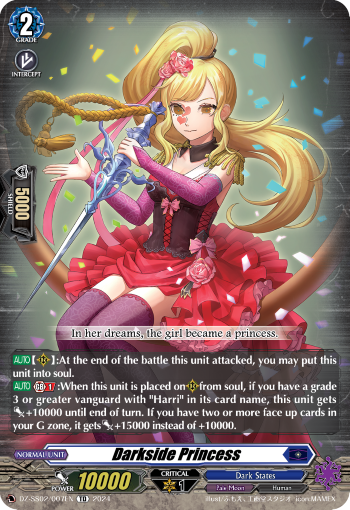 2
GRADE
INTERCEPT
5000
SHIELD
In her dreams, the girl became a princess.
AUTO【 】:At the end of the battle this unit attacked, you may put this
unit into soul.
AUTO GB 1 :When this unit is placed on from soul, if you have a grade
3 or greater vanguard with "Harri" in its card name, this unit gets
+10000 until end of turn. If you have two or more face up cards in
your G zone, it gets +15000 instead of +10000.
NORMAL UNIT
Darkside Princess
POWER 10000
CRITICAL
1
Dark States
Pale Moon
Human
DZ-SS02/007EN TD 2024